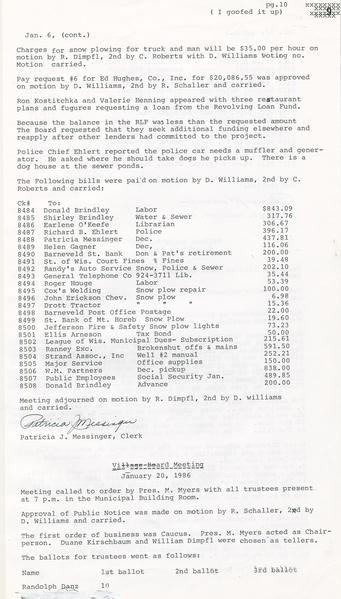 pg.10
( I goofed it up)
9
Jan. 6, (cont.)
Charges for snow plowing for truck and man will be $35.00 per hour on
motion by R. Dimpfl, 2nd by C. Roberts with D. Williams voting no.
Motion carried.
Pay request #6 for Ed Hughes, Co., Inc. for $20,086.55 was approved
on motion by D. Williams, 2nd by R. Schaller and carried.
Ron Kostitchka and Valerie Henning appeared with three restaurant
plans and fugures requesting a loan from the Revolving Loan Fund.
Because the balance in the RLF was less than the requested amount
The Board requested that they seek additional funding elsewhere and
reapply after other lenders had committed to the project.
Police Chief Ehlert reported the police car needs a muffler and gener-
ator. He asked where he should take dogs he picks up. There is a
dog house at the sewer ponds.
The Following bills were paid on motion by D. Williams, 2nd by C.
Roberts and carried:
Ck# To:
8484 Donald Brindley Labor $843.09
8485 Shirley Brindley Water & Sewer 317.76
8486 Earlene O'Keefe Librarian 306.67
8487 Richard B. Ehlert Police 396.17
8488 Patricia Messinger Dec. 437.81
8489 Helen Gagner Dec. 116.06
8490 Barneveld St. Bank Don & Pat's retirement 200.00
8491 St. of Wis. Court Fines ½ Fines 39.48
8492 Randy's Auto Service Snow, Police & Sewer 202.10
8493 General Telephone Co 924-3711 Lib. 35.44
8494 Roger Houge Labor 53.39
8495 Cox's Welding Snow plow repair 100.00
8496 John Erickson Chev. Snow plow 6.98
8497 Drott Tractor " " " 15.36
8498 Barneveld Post Office Postage 22.00
8499 St. Bank of Mt. Horeb Snow Plow 19.60
8500 Jefferson Fire & Safety Snow plow lights 73.23
8501 Ellis Arneson Tax Bond 50.00
8502 League of Wis. Municipal Dues- Subscription 215.61
8503 Ranney Exc. Brokenshut offs & mains 591.50
8504 Strand Assoc., Inc Well #2 manual 252.21
8505 Major Service Office supplies 150.00
8506 W.M. Partners Dec. pickup 838.00
8507 Public Employees Social Security Jan. 489.85
8508 Donald Brindley Advance 200.00
Meeting adjourned on motion by R. Dimpfl, 2nd by D. williams
and carried.
Patricia J Messinger
Patricia J. Messinger, Clerk
Village Board Meeting
January 20, 1986
Meeting called to order by Pres. M. Myers with all trustees present
at 7 p.m. in the Municipal Building Room.
Approval of Public Notice was made on motion by R. Schaller, 2nd by
D. Williams and carried.
The first order of business was Caucus. Pres. M. Myers acted as Chair-
person. Duane Kirschbaum and William Dimpfl were chosen as tellers.
The ballots for trustees went as follows:
Name 1st ballot 2nd ballot 3rd ballot
Randolph Danz 10